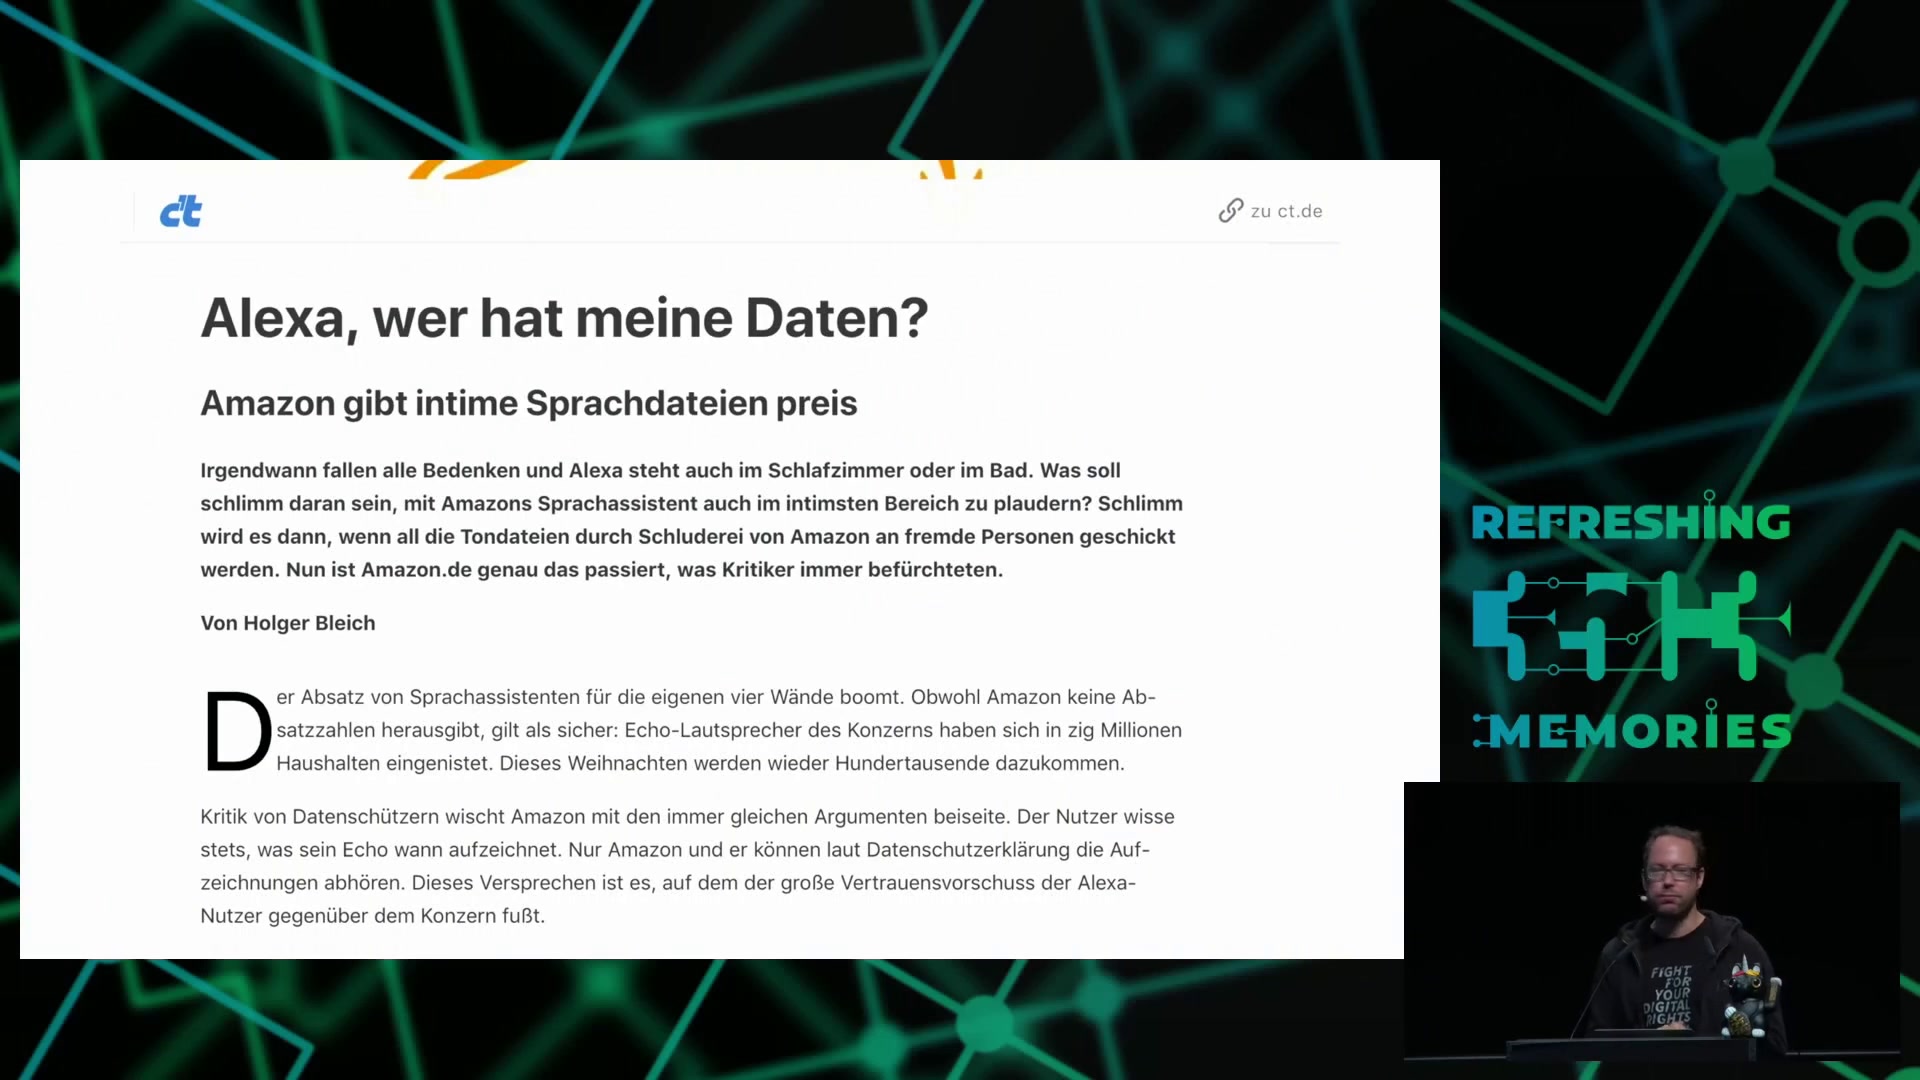 c't
zu ct.de
Alexa, wer hat meine Daten?
Amazon gibt intime Sprachdateien preis
Irgendwann fallen alle Bedenken und Alexa steht auch im Schlafzimmer oder im Bad. Was soll
schlimm daran sein, mit Amazons Sprachassistent auch im intimsten Bereich zu plaudern? Schlimm
wird es dann, wenn all die Tondateien durch Schluderei von Amazon an fremde Personen geschickt
werden. Nun ist Amazon.de genau das passiert, was Kritiker immer befürchteten.
Von Holger Bleich
Der Absatz von Sprachassistenten für die eigenen vier Wände boomt. Obwohl Amazon keine Ab-
satzzahlen herausgibt, gilt als sicher: Echo-Lautsprecher des Konzerns haben sich in zig Millionen
Haushalten eingenistet. Dieses Weihnachten werden wieder Hunderttausende dazukommen.
Kritik von Datenschützern wischt Amazon mit den immer gleichen Argumenten beiseite. Der Nutzer wisse
stets, was sein Echo wann aufzeichnet. Nur Amazon und er können laut Datenschutzerklärung die Auf-
zeichnungen abhören. Dieses Versprechen ist es, auf dem der große Vertrauensvorschuss der Alexa-
Nutzer gegenüber dem Konzern fußt.
REFRESHING
MEMORIES
FIGHT
FOR
YOUR
DIGITAL
RIGHTS